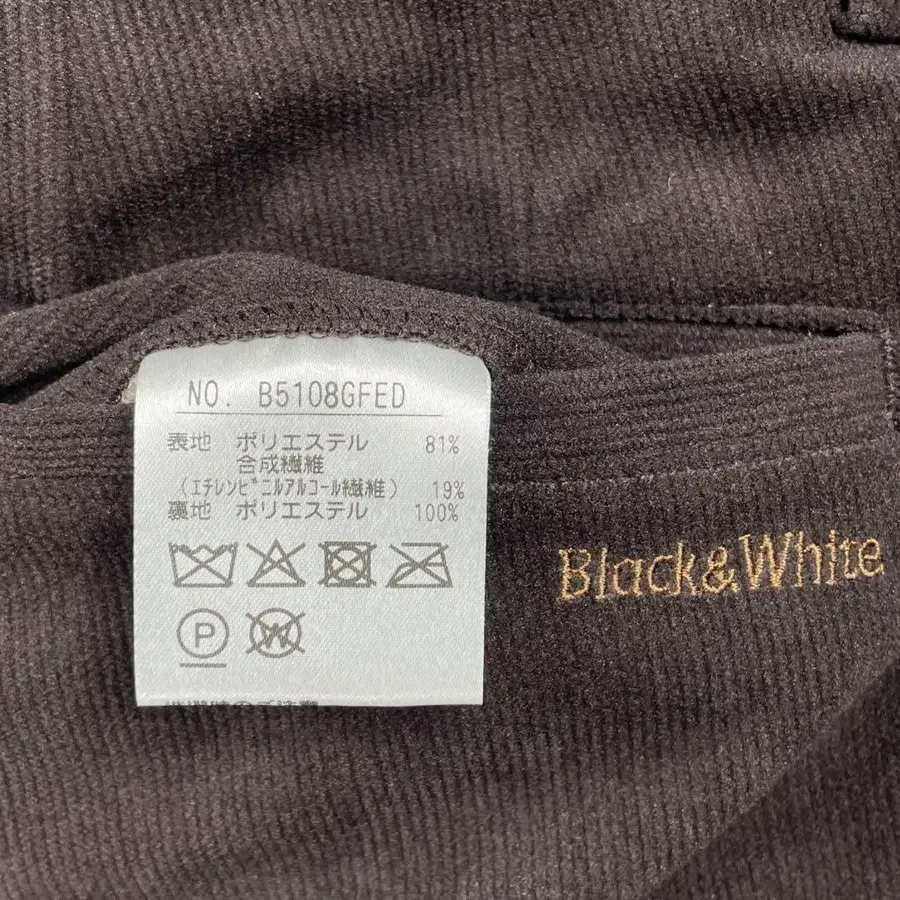 NO. B5108GFED
表地 ポリエステル 81%
合成繊維
(エチレンビニルアルコール繊維) 19%
裏地 ポリエステル 100%
P
W
Black&White